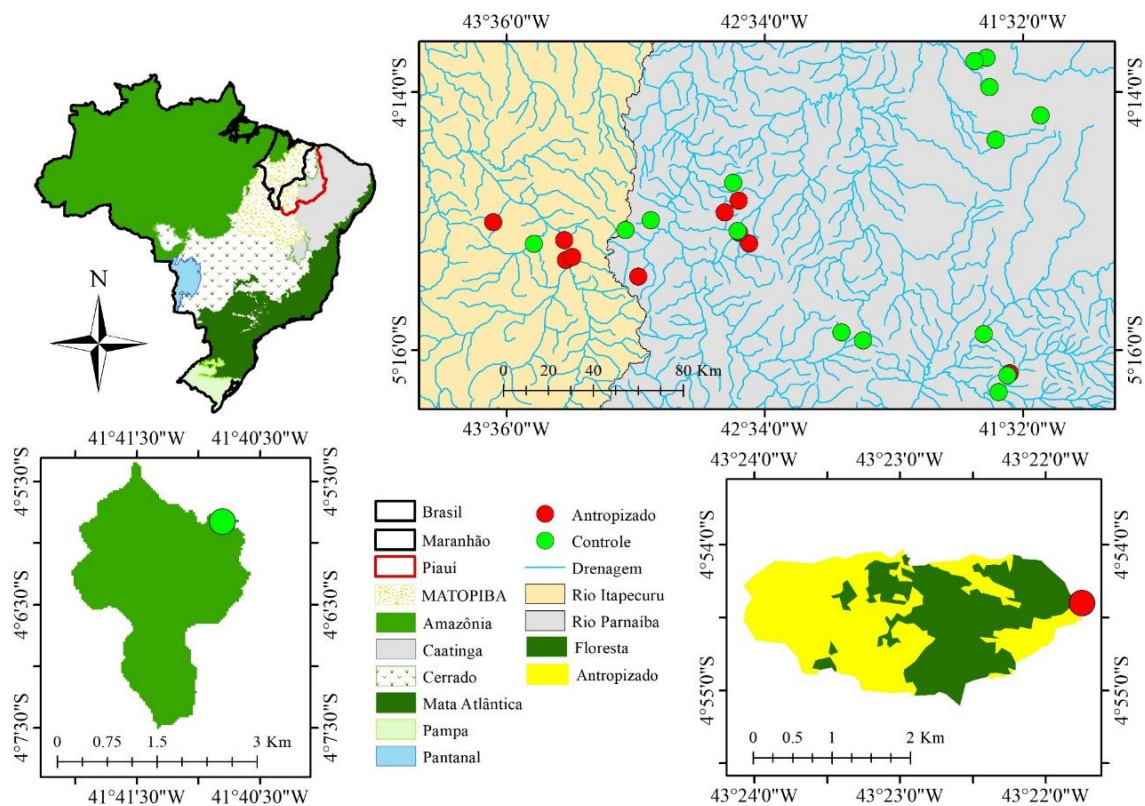 43°36'0"W 42°34'0"W 41°32'0"W
4°14'0"S 4°14'0"S
N
5°16'0"S 5°16'0"S
0 20 40 80 Km
43°36'0"W 42°34'0"W 41°32'0"W
41°41'30"W 41°40'30"W
43°24'0"W 43°23'0"W 43°22'0"W
4°5'30"S 4°5'30"S
4°6'30"S 4°6'30"S
4°7'30"S 4°7'30"S
0 0.75 1.5 3 Km
41°41'30"W 41°40'30"W
Brasil
Maranhão
Piauí
MATOPIBA
Amazônia
Caatinga
Cerrado
Mata Atlântica
Pampa
Pantanal
Antropizado
Controle
Drenagem
Rio Itapecuru
Rio Parnaíba
Floresta
Antropizado
4°54'0"S 4°54'0"S
4°55'0"S 4°55'0"S
0 0.5 1 2 Km
43°24'0"W 43°23'0"W 43°22'0"W